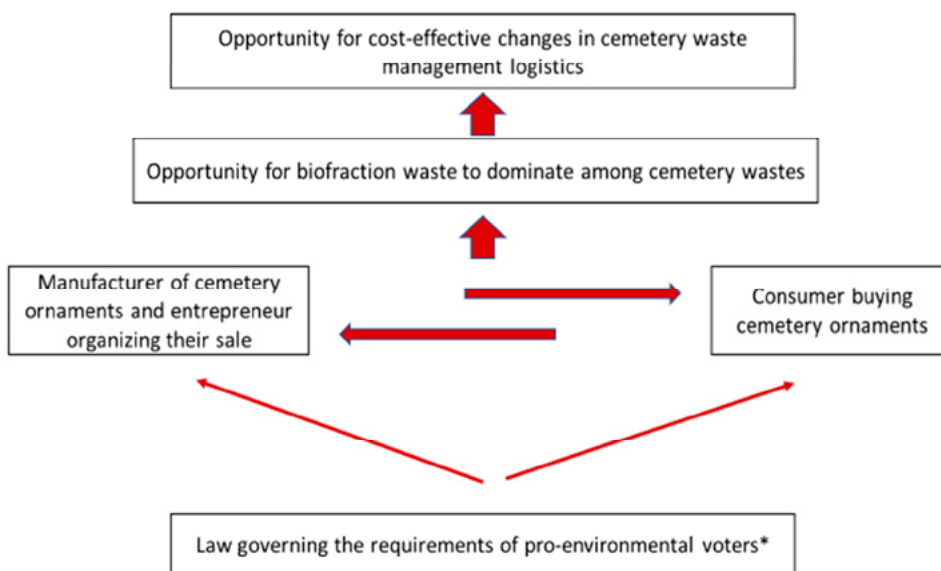 Opportunity for cost-effective changes in cemetery waste
management logistics
Opportunity for biofraction waste to dominate among cemetery wastes
Manufacturer of cemetery
ornaments and entrepreneur
organizing their sale
Consumer buying
cemetery ornaments
Law governing the requirements of pro-environmental voters*